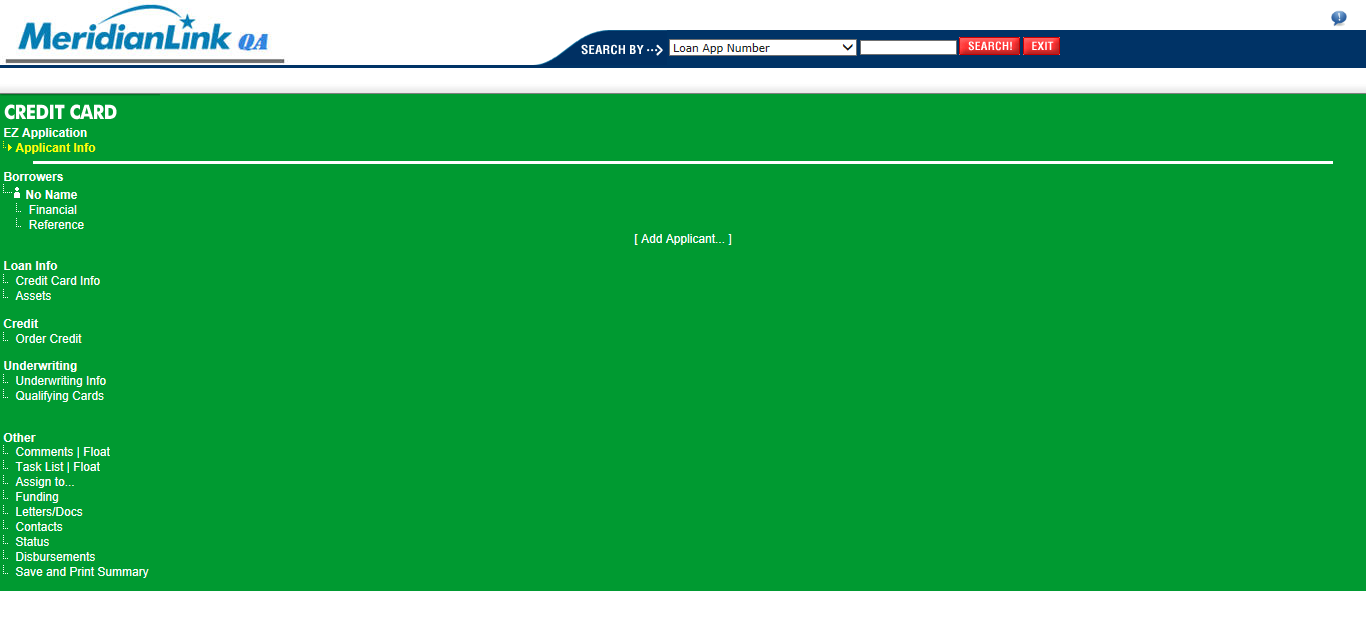 MeridianLink QA
SEARCH BY --> Loan App Number SEARCH! EXIT
CREDIT CARD
EZ Application
Applicant Info
Borrowers
No Name
Financial
Reference
[ Add Applicant... ]
Loan Info
Credit Card Info
Assets
Credit
Order Credit
Underwriting
Underwriting Info
Qualifying Cards
Other
Comments | Float
Task List | Float
Assign to...
Funding
Letters/Docs
Contacts
Status
Disbursements
Save and Print Summary